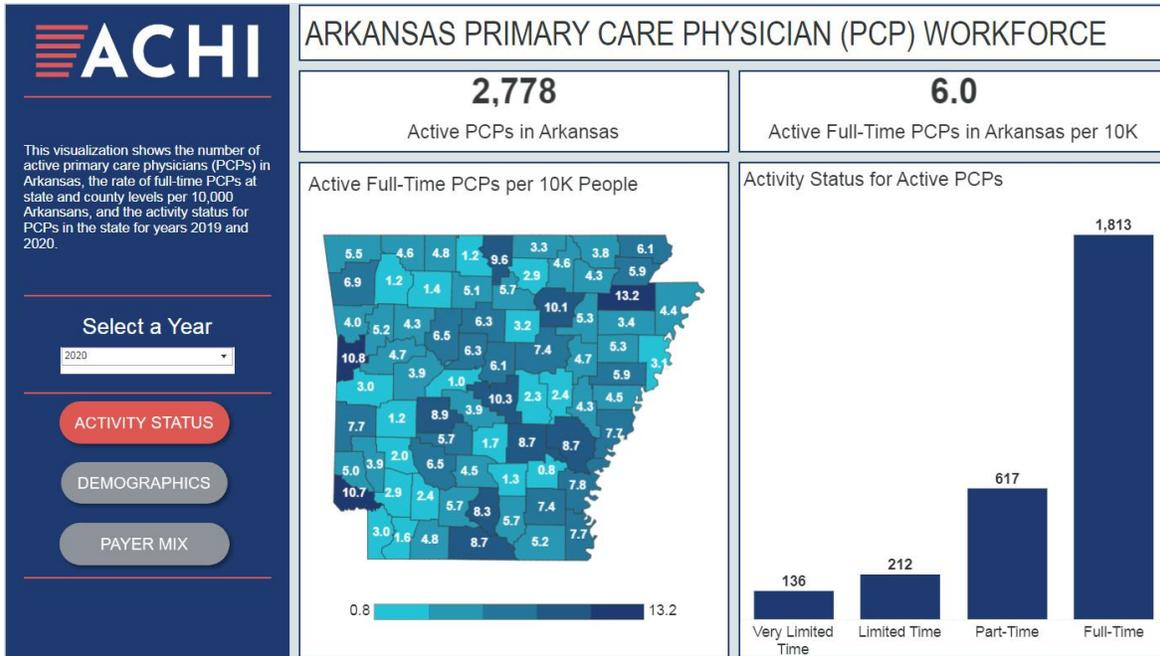 ACHI
This visualization shows the number of
active primary care physicians (PCPs) in
Arkansas, the rate of full-time PCPs at
state and county levels per 10,000
Arkansans, and the activity status for
PCPs in the state for years 2019 and
2020.
Select a Year
2020
ACTIVITY STATUS
DEMOGRAPHICS
PAYER MIX
ARKANSAS PRIMARY CARE PHYSICIAN (PCP) WORKFORCE
2,778
Active PCPs in Arkansas
6.0
Active Full-Time PCPs in Arkansas per 10K
Active Full-Time PCPs per 10K People
5.5 4.6 4.8 1.2 9.6 3.3 4.6 3.8 6.1
6.9 1.2 1.4 5.1 5.7 2.9 4.3 5.9
10.1 13.2 4.4
4.0 5.2 4.3 6.5 6.3 3.2 5.3 3.4
10.8 4.7 6.3 6.1 7.4 4.7 5.3 3.1
3.0 3.9 1.0 5.9
10.3 2.3 2.4 4.3 4.5
7.7 1.2 8.9 3.9 7.7
5.7 1.7 8.7 8.7
5.0 3.9 2.0 6.5 4.5 1.3 0.8 7.8
10.7 2.9 2.4 5.7 8.3 5.7 7.4
3.0 1.6 4.8 8.7 5.2 7.7
0.8 13.2
Activity Status for Active PCPs
136 212 617 1,813
Very Limited Limited Time Part-Time Full-Time
Time